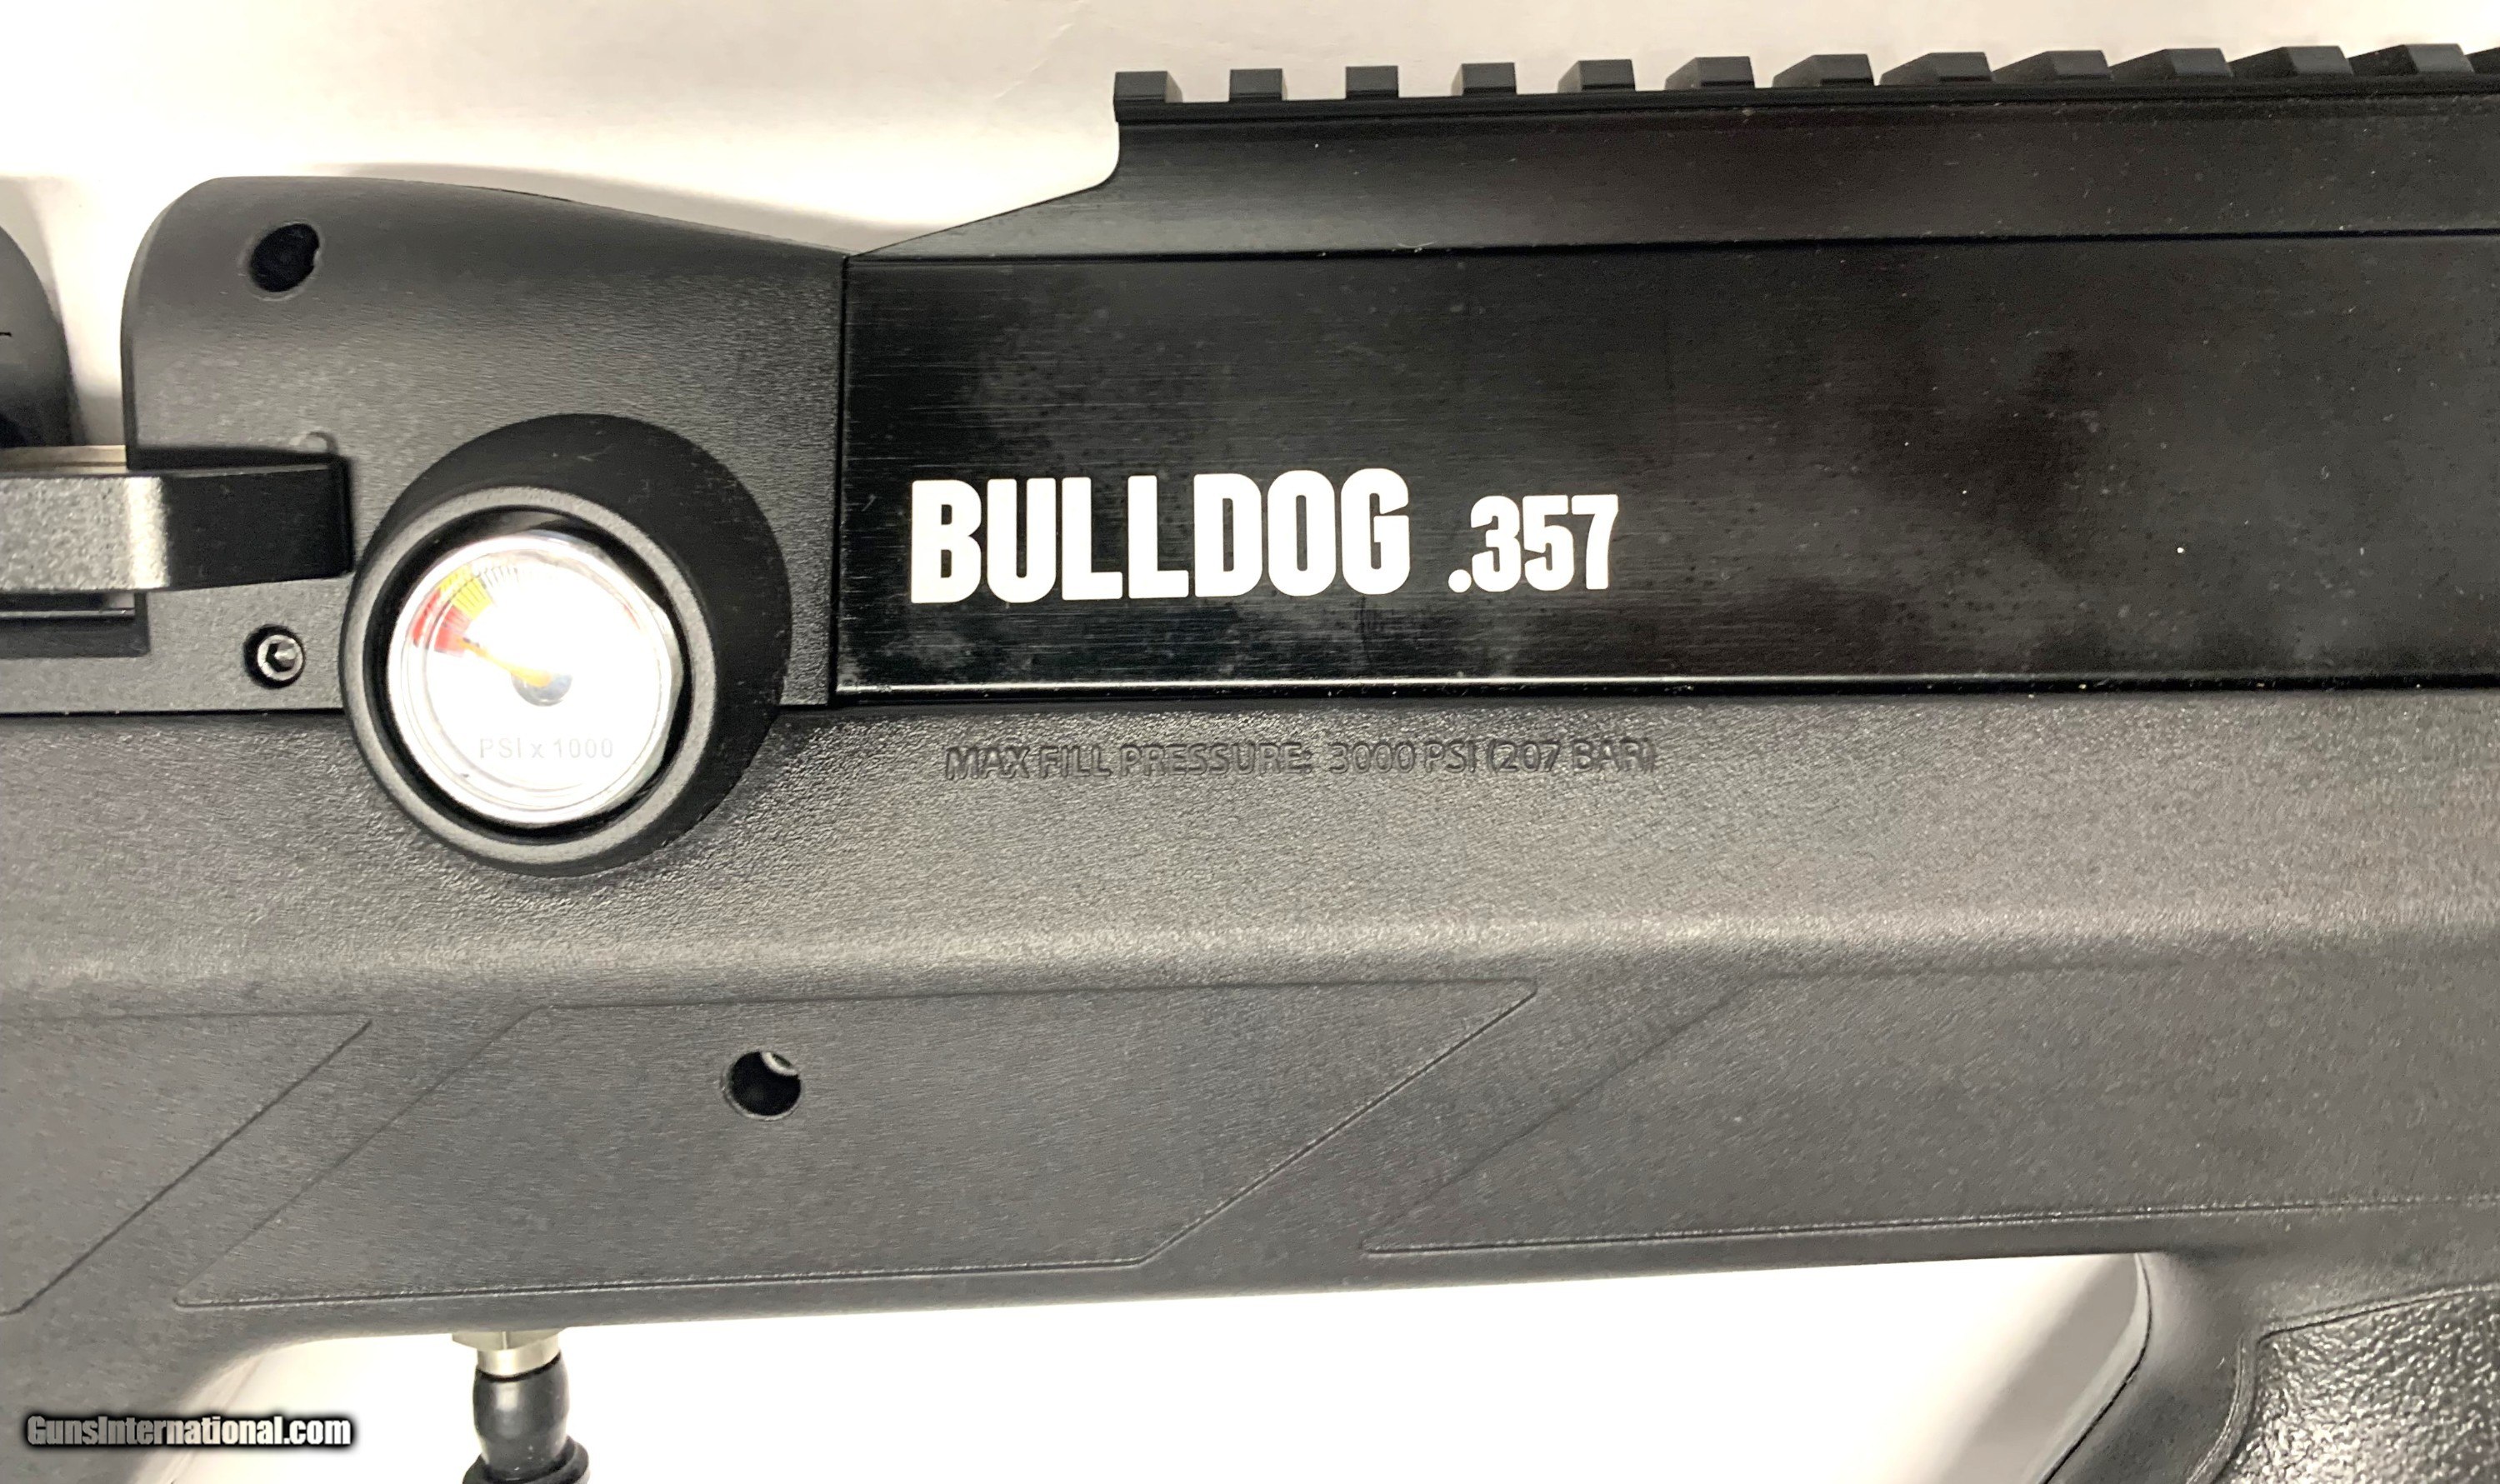 BULLDOG .357
PSI x 1000
MAX FILL PRESSURE: 3000 PSI (207 BAR)
GunsInternational.com